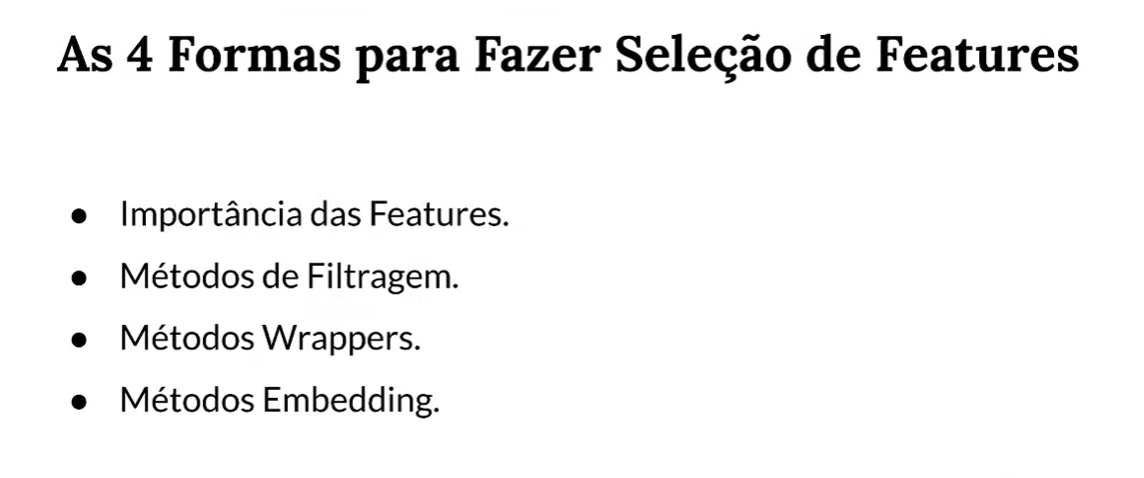 As 4 Formas para Fazer Seleção de Features
● Importância das Features.
● Métodos de Filtragem.
● Métodos Wrappers.
● Métodos Embedding.